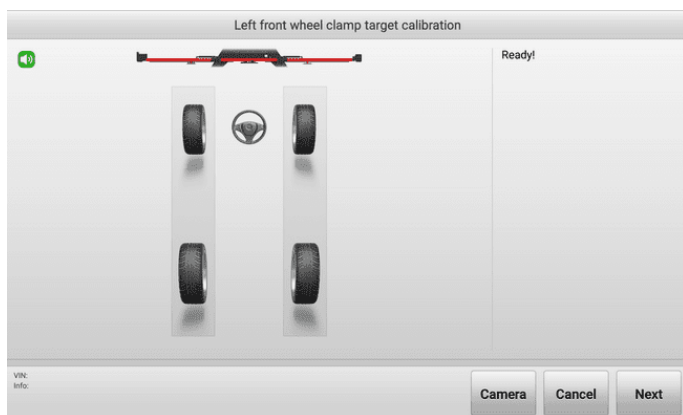 Left front wheel clamp target calibration
Ready!
VIN:
Info:
Camera
Cancel
Next